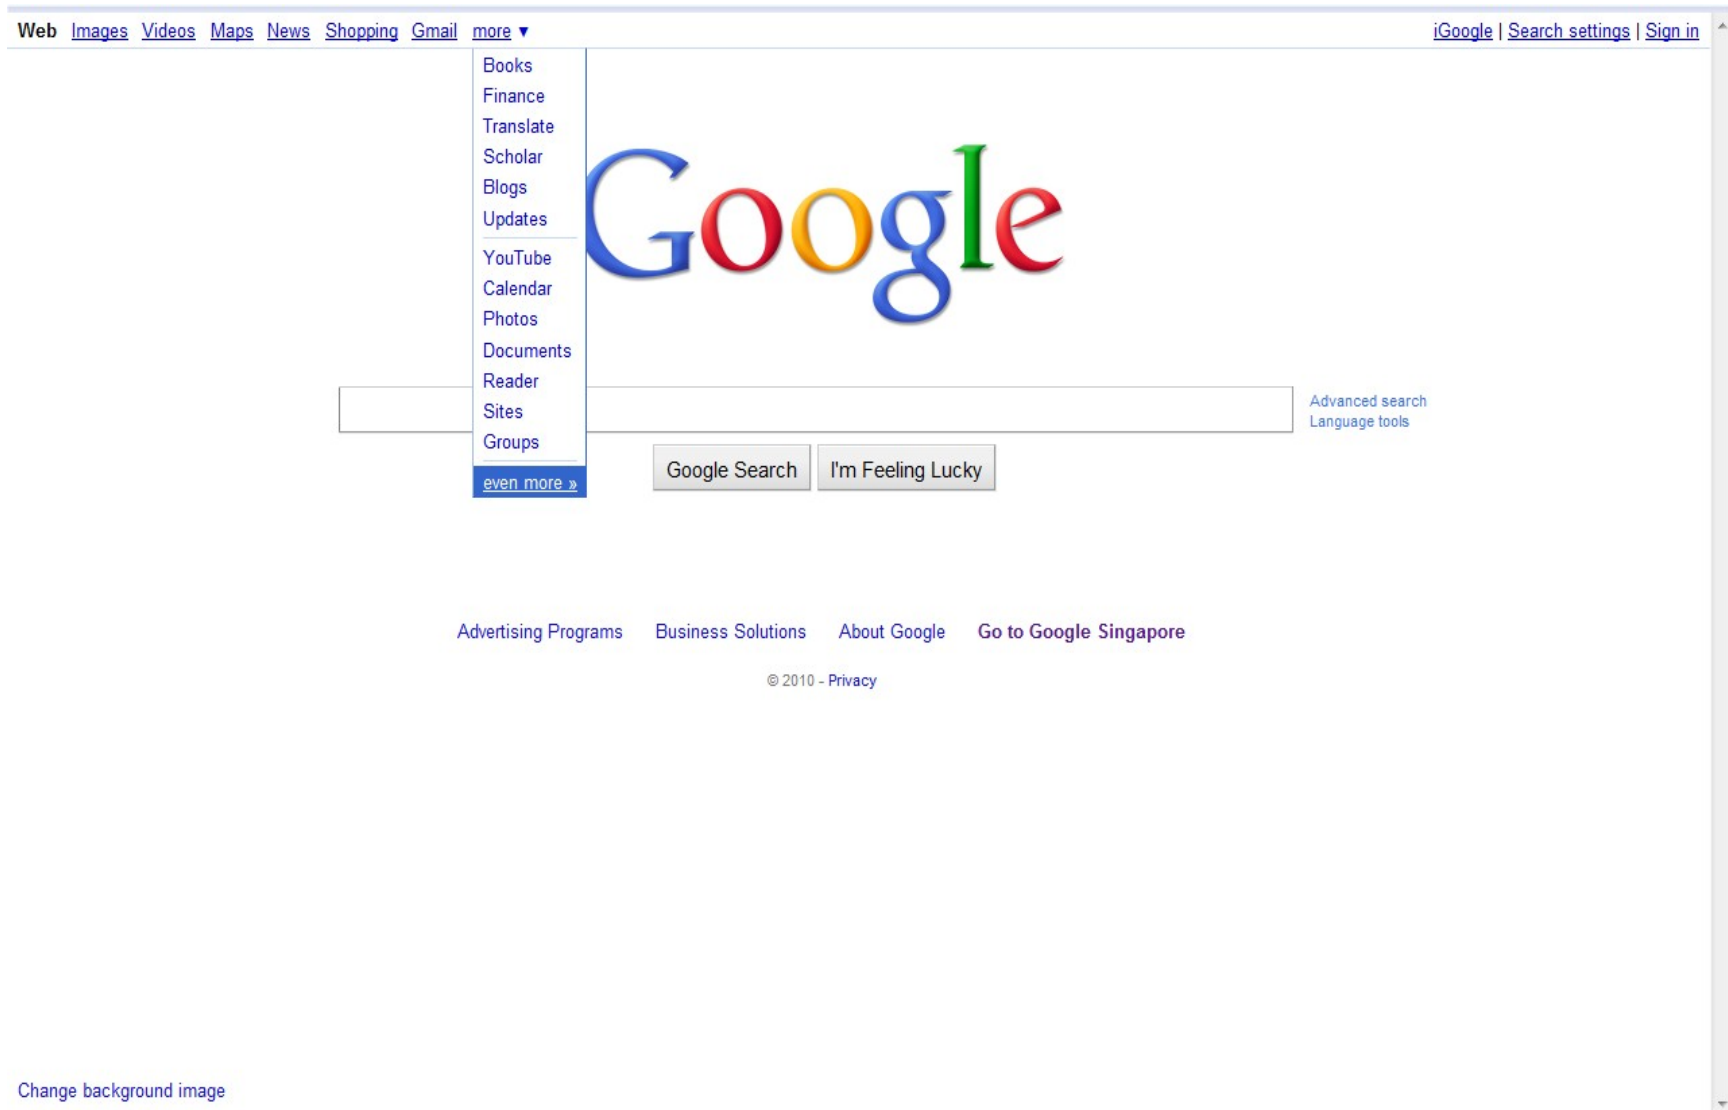 Web Images Videos Maps News Shopping Gmail more ▼ iGoogle | Search settings | Sign in
Books
Finance
Translate
Scholar
Blogs
Updates
YouTube
Calendar
Photos
Documents
Reader
Sites
Groups
even more »
Google
Advanced search
Language tools
Google Search I'm Feeling Lucky
Advertising Programs Business Solutions About Google Go to Google Singapore
© 2010 - Privacy
Change background image